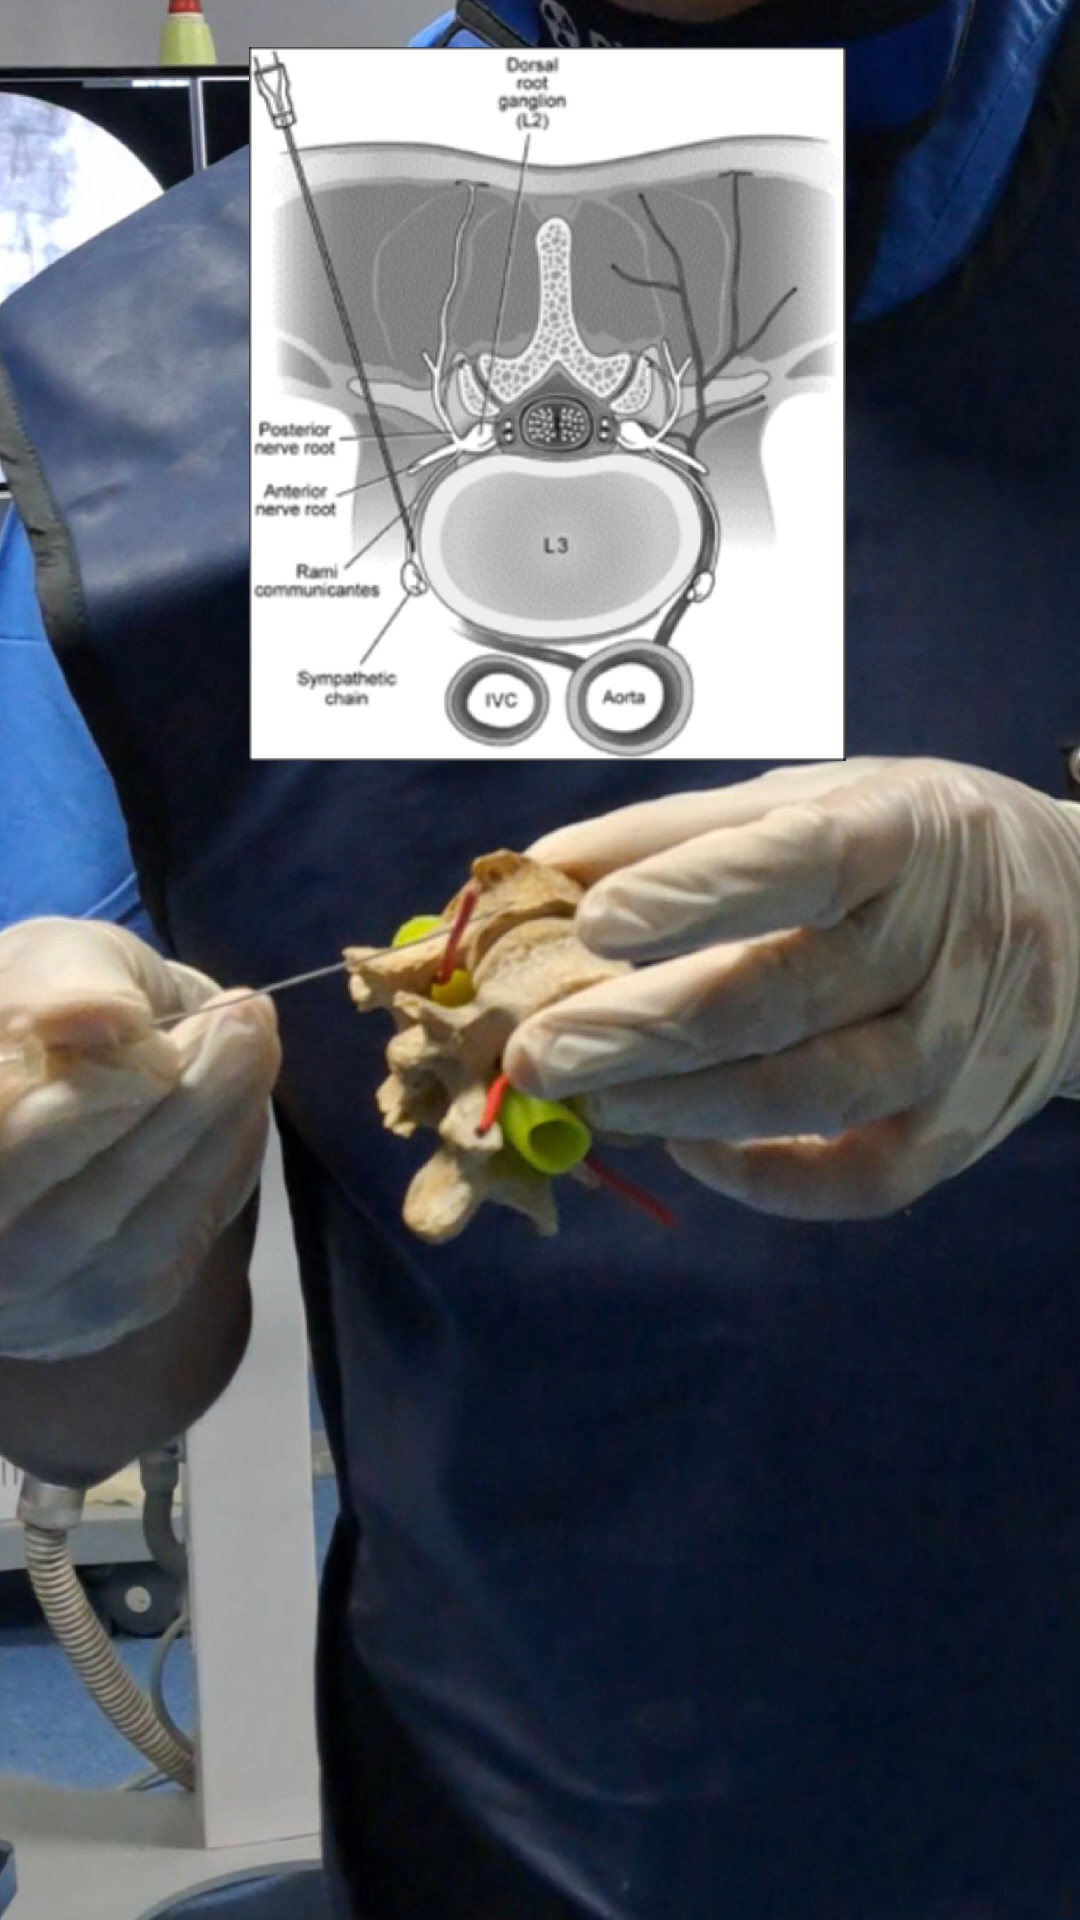 Dorsal
root
ganglion
(L2)
Posterior
nerve root
Anterior
nerve root
L3
Rami
communicantes
Sympathetic
chain
IVC
Aorta